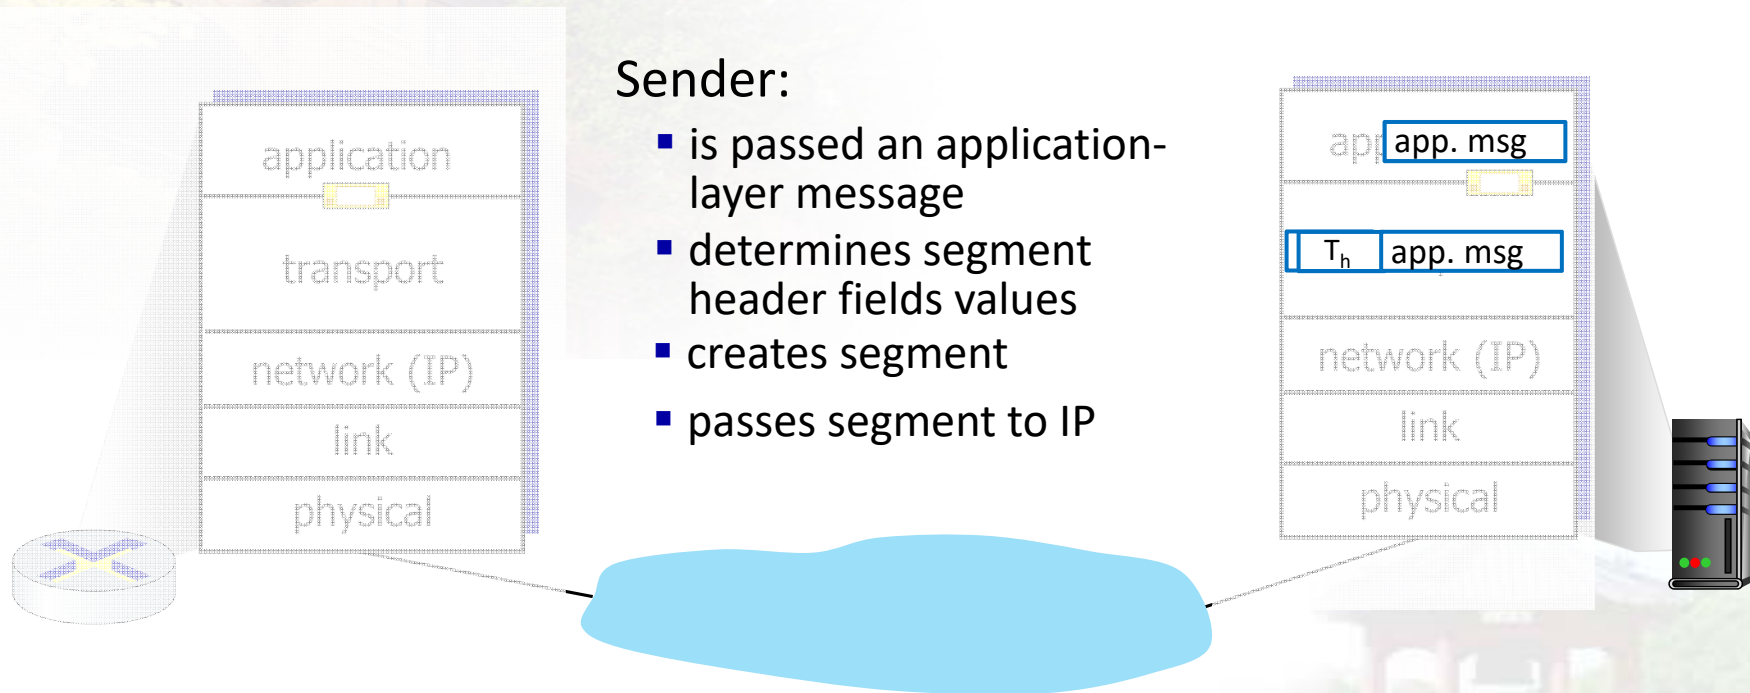 application
transport
network (IP)
link
physical
Sender:
▪ is passed an application-
layer message
▪ determines segment
header fields values
▪ creates segment
▪ passes segment to IP
app. msg
Th app. msg
network (IP)
link
physical